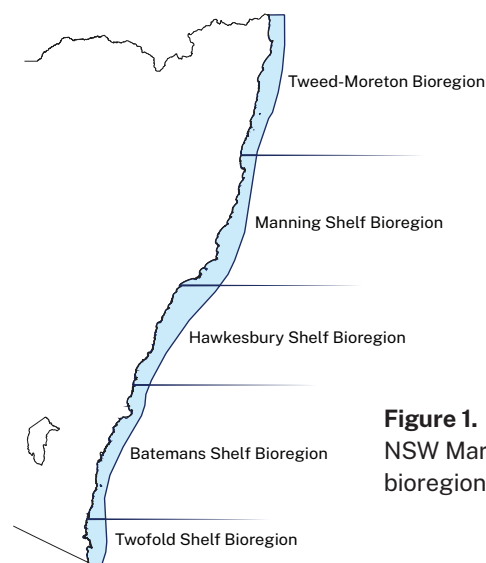 Tweed-Moreton Bioregion
Manning Shelf Bioregion
Hawkesbury Shelf Bioregion
Figure 1.
NSW Mar
bioregion
Batemans Shelf Bioregion
Twofold Shelf Bioregion